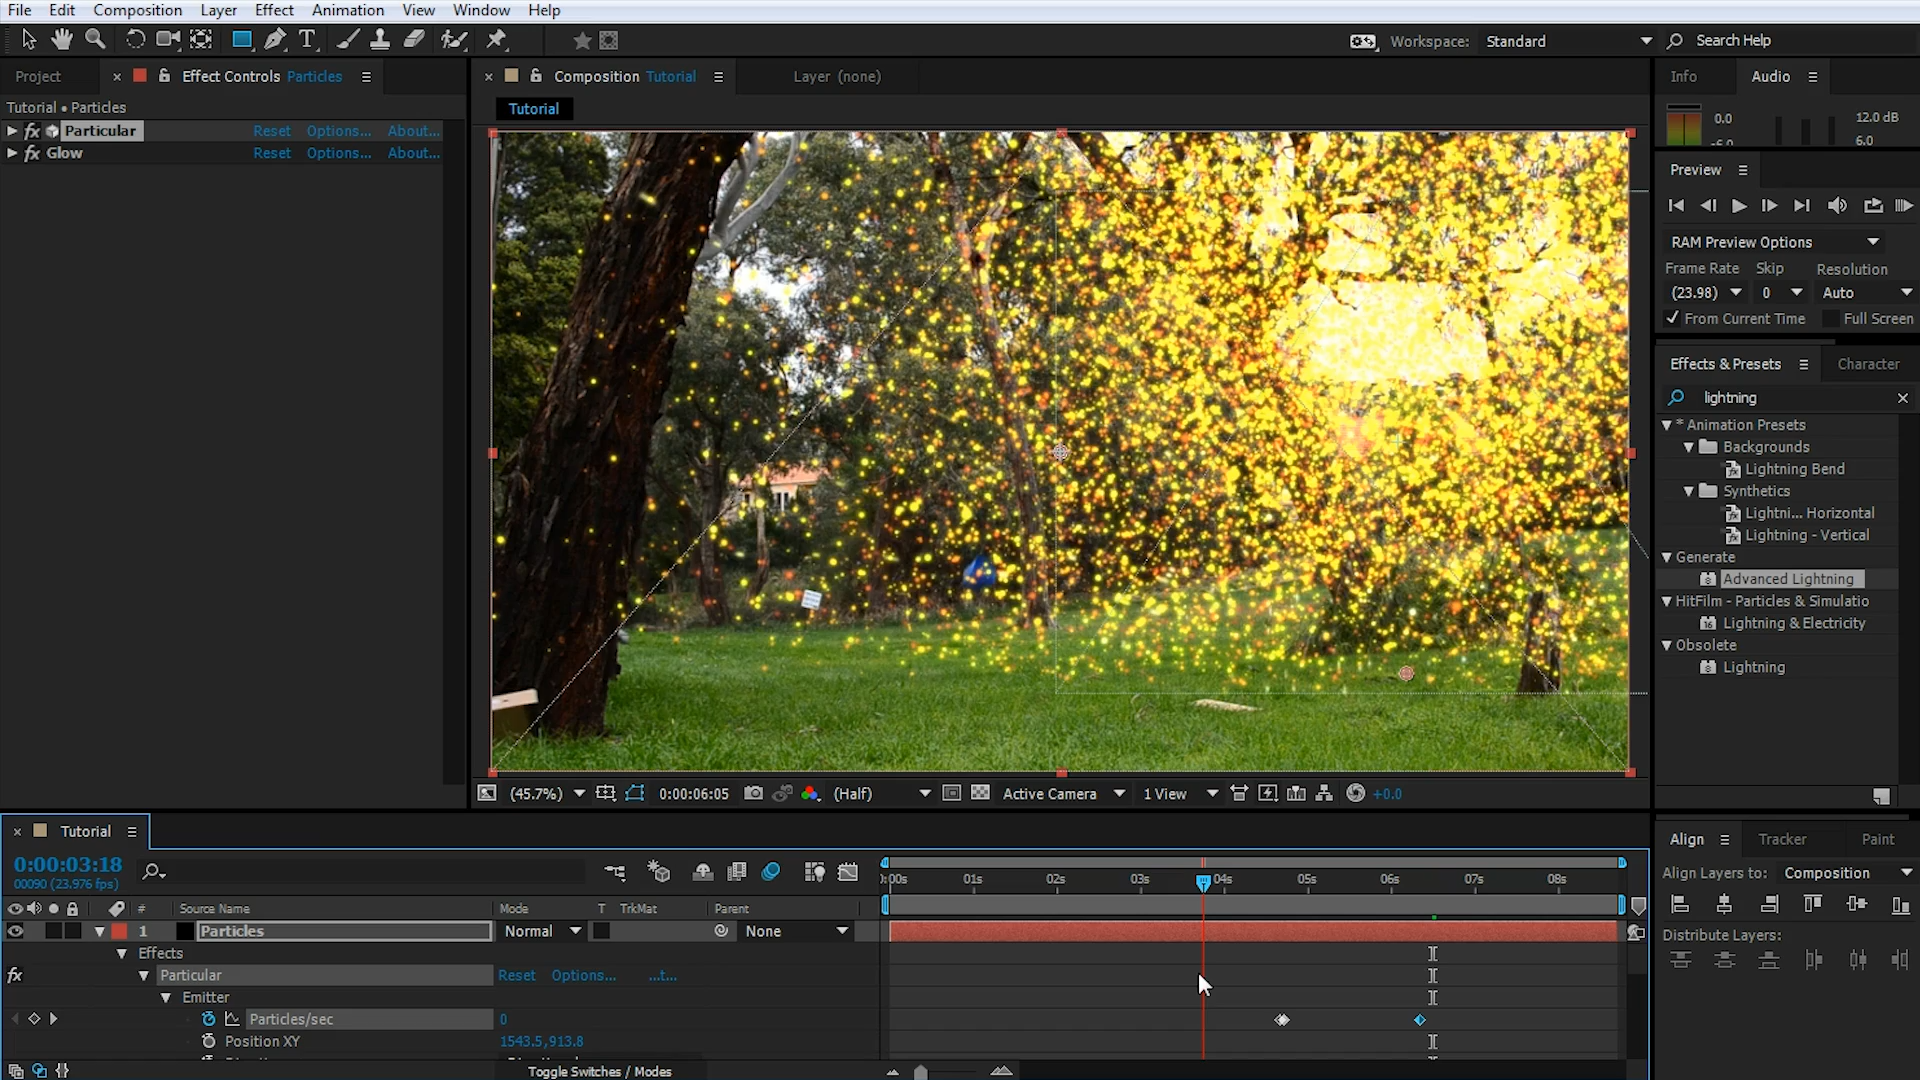 File Edit Composition Layer Effect Animation View Window Help
Workspace: Standard Search Help
Project × Effect Controls Particles
× Composition Tutorial Layer (none)
Info Audio
Tutorial • Particles
Tutorial
fx Particular Reset Options... About...
fx Glow Reset Options... About...
0.0 12.0 dB
-6.0 6.0
Preview
RAM Preview Options
Frame Rate Skip Resolution
(23.98) 0 Auto
From Current Time Full Screen
Effects & Presets Character
lightning ×
* Animation Presets
Backgrounds
Lightning Bend
Synthetics
Lightni... Horizontal
Lightning - Vertical
Generate
Advanced Lightning
HitFilm - Particles & Simulatio
Lightning & Electricity
Obsolete
Lightning
(45.7%) 0:00:06:05 (Half) Active Camera 1 View +0.0
× Tutorial
0:00:03:18
00090 (23.976 fps)
):00s 01s 02s 03s 04s 05s 06s 07s 08s
# Source Name Mode T TrkMat Parent
1 Particles Normal None
Effects
fx Particular Reset Options... ...t...
Emitter
Particles/sec 0
Position XY 1543.5,913.8
Toggle Switches / Modes
Align Tracker Paint
Align Layers to: Composition
Distribute Layers: